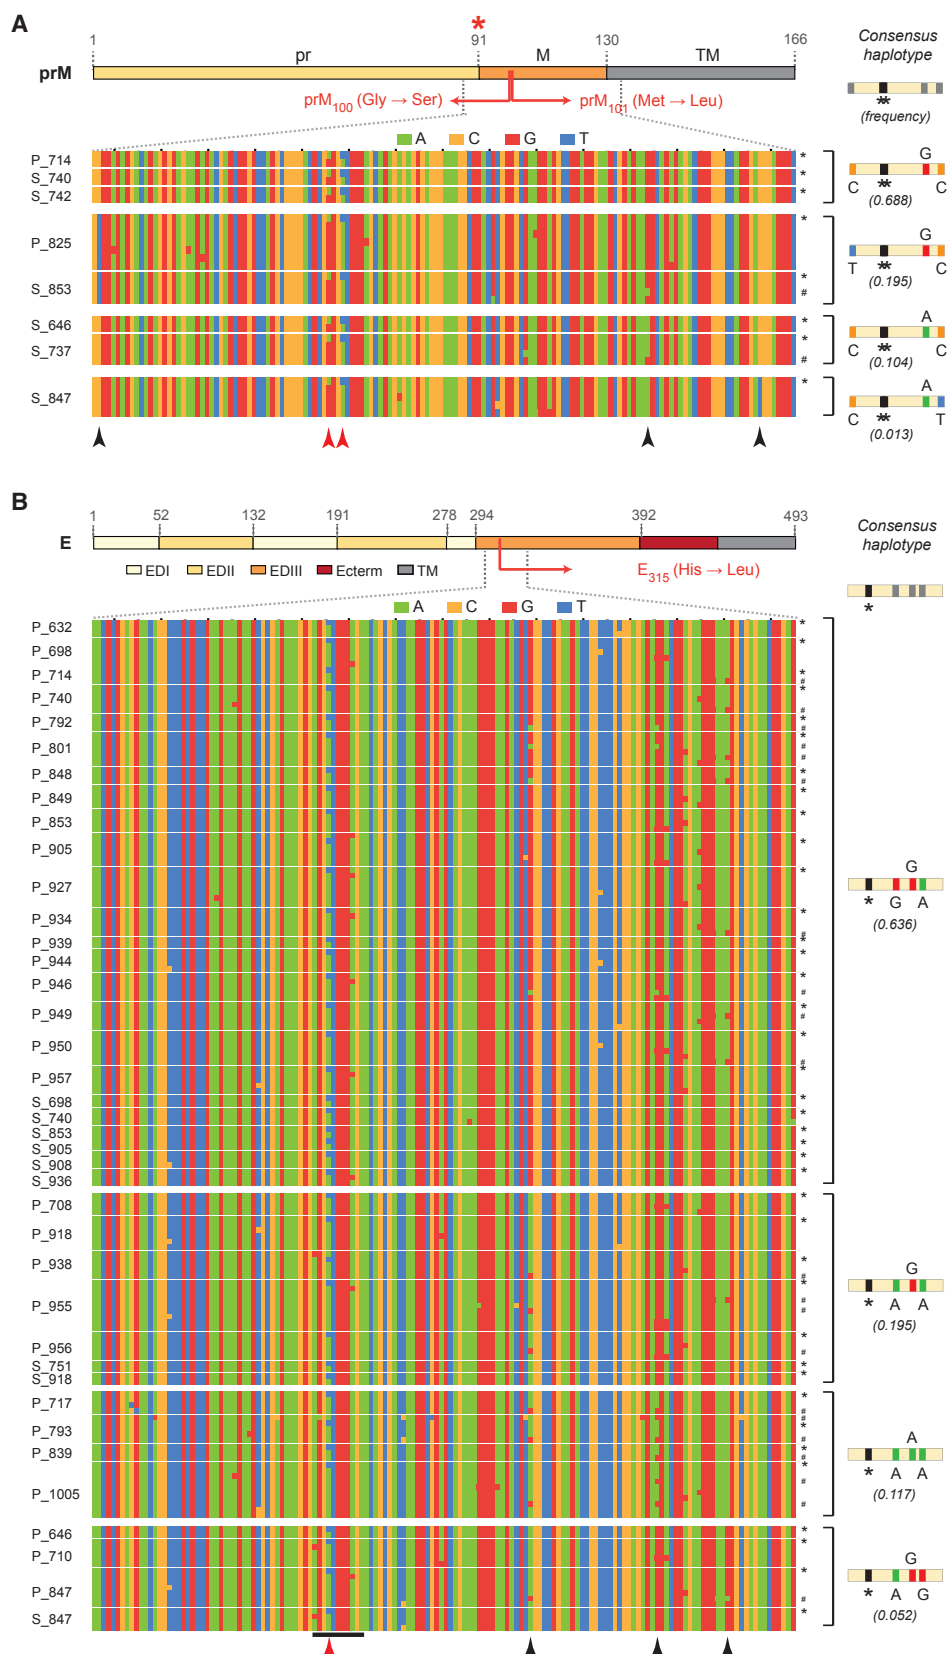 A
*
1 91 130 166
Consensus haplotype
prM pr M TM
prM100 (Gly → Ser) prM101 (Met → Leu)
**
(frequency)
A C G T
P_714 *
S_740 *
S_742 *
G
C ** C
(0.688)
P_825 *
S_853 *
#
G
T ** C
(0.195)
S_646 *
S_737 *
#
A
C ** C
(0.104)
S_847 *
A
C ** T
(0.013)
B
1 52 132 191 278 294 392 493
Consensus haplotype
E
EDI EDII EDIII Ecterm TM
E315 (His → Leu)
*
A C G T
P_632 *
P_698 *
P_714 *
#
P_740 *
#
P_792 *
#
P_801 *
#
#
P_848 *
#
P_849 *
P_853 *
P_905 *
P_927 *
G
* G A
(0.636)
P_934 *
#
P_939 *
P_944 *
P_946 *
#
P_949 *
#
P_950 *
#
P_957 *
S_698 *
S_740 *
S_853 *
S_905 *
S_908 *
S_936 *
P_708 *
P_918 *
P_938 *
#
P_955 *
#
#
P_956 *
#
S_751 *
S_918 *
G
* A A
(0.195)
P_717 *
#
P_793 #
*
#
P_839 *
#
P_1005 *
#
#
A
* A A
(0.117)
P_646 *
P_710 *
P_847 *
#
S_847 *
G
* A G
(0.052)